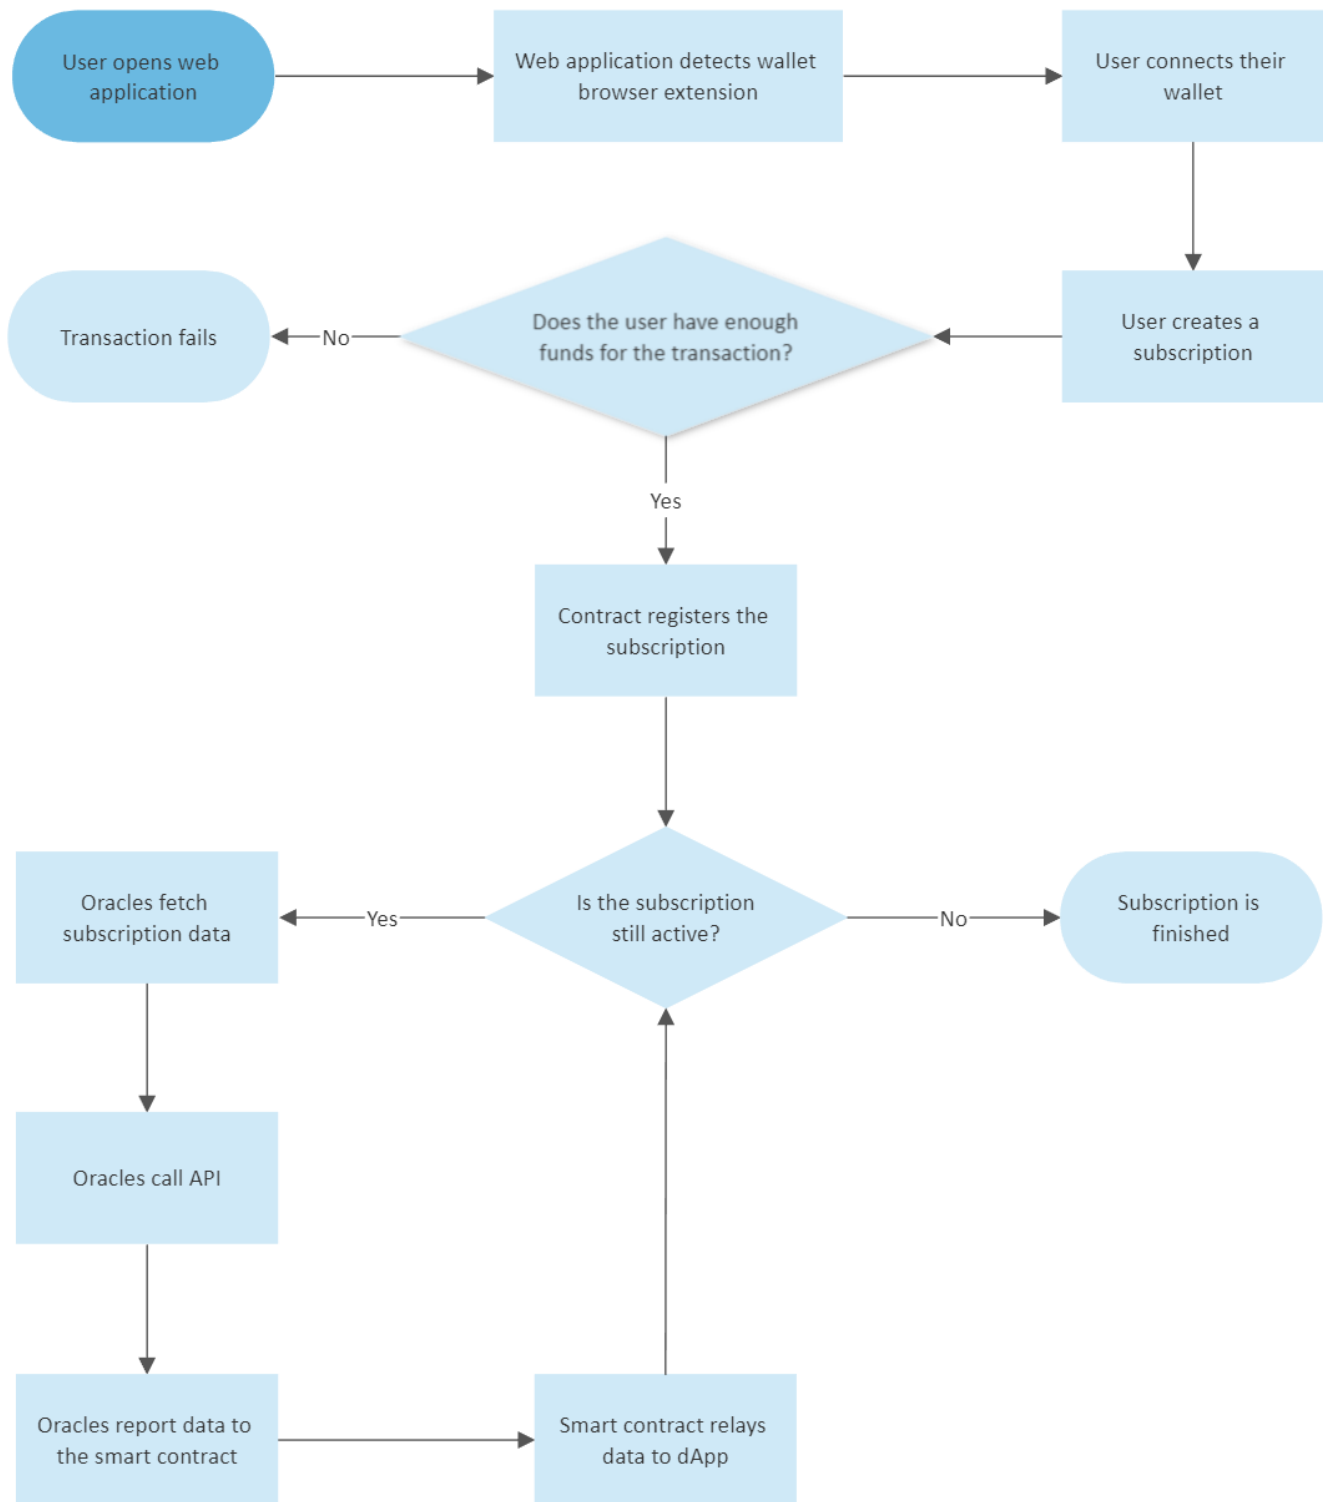 User opens web
application
Web application detects wallet
browser extension
User connects their
wallet
Transaction fails
No
Does the user have enough
funds for the transaction?
User creates a
subscription
Yes
Contract registers the
subscription
Oracles fetch
subscription data
Yes
Is the subscription
still active?
No
Subscription is
finished
Oracles call API
Oracles report data to
the smart contract
Smart contract relays
data to dApp